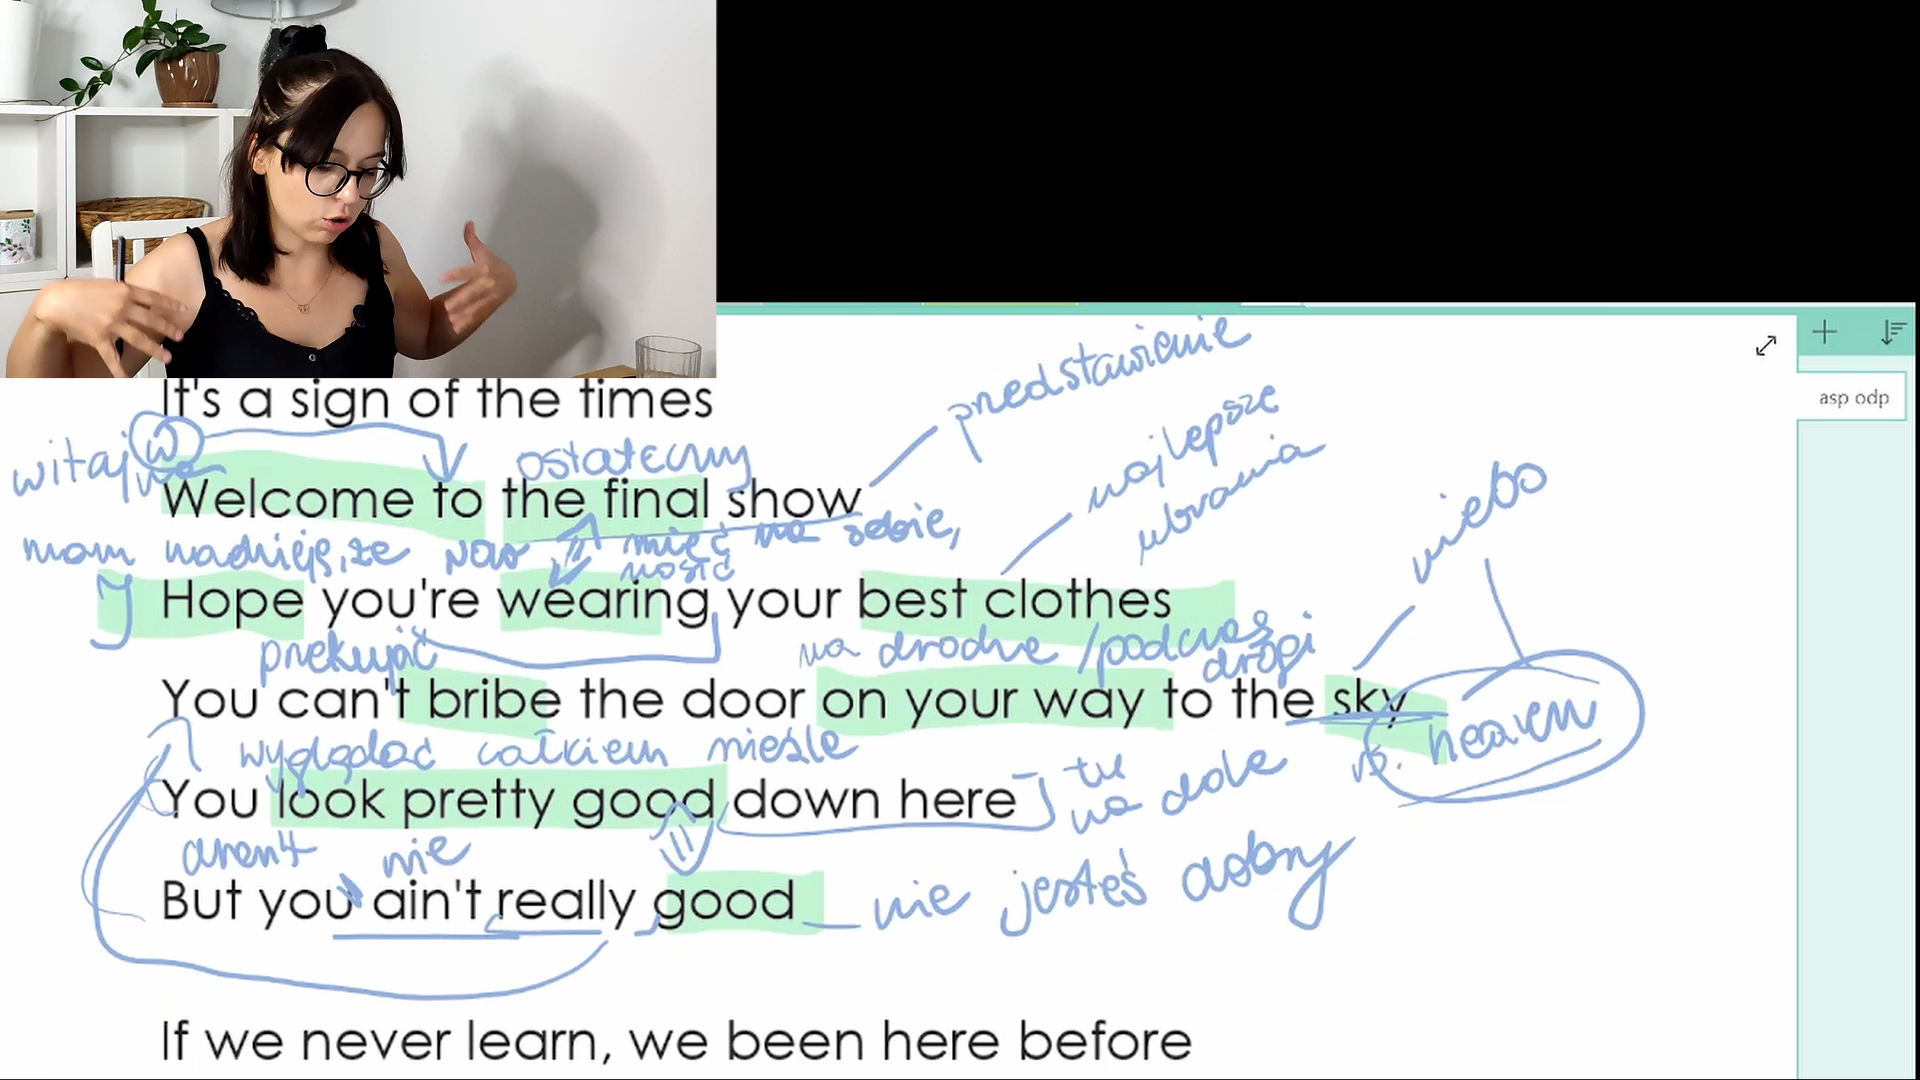 przedstawienie
asp odp
It's a sign of the times
najlepsze
ubrania
witaj w
ostateczny
niebo
Welcome to the final show
mam nadzieję, że mieć na sobie,
nosić
Hope you're wearing your best clothes
przekupić na drodze / podczas
drogi
You can't bribe the door on your way to the sky
vs. heaven
wyglądać całkiem nieźle
tu
na dole
You look pretty good down here
aren't nie
But you ain't really good nie jesteś dobry
If we never learn, we been here before